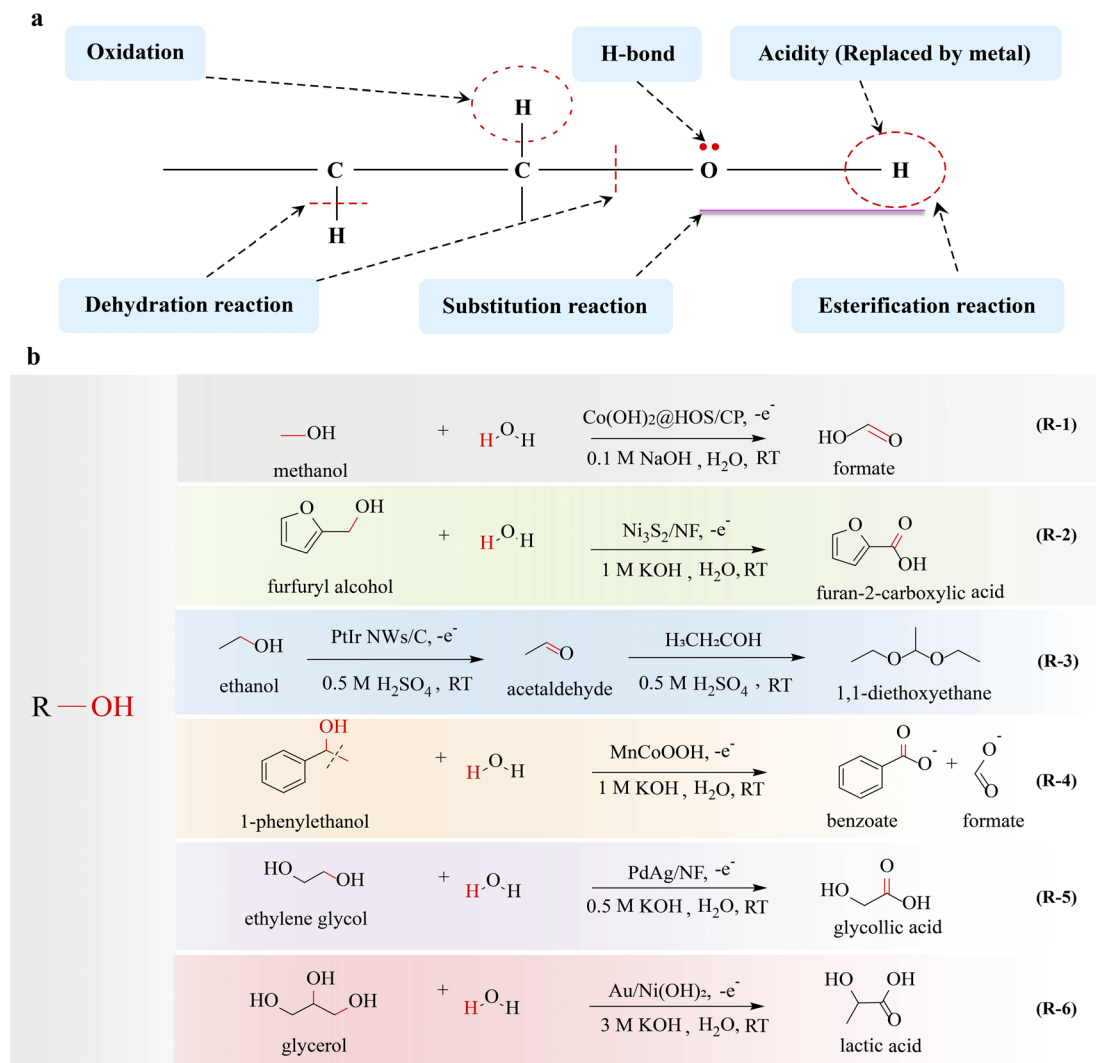 a
Oxidation
H-bond
Acidity (Replaced by metal)
H
C
C
O
H
H
Dehydration reaction
Substitution reaction
Esterification reaction
b
R—OH
OH
methanol
+
H O H
Co(OH)₂@HOS/CP, -e⁻
0.1 M NaOH , H₂O, RT
HO O
formate
(R-1)
O OH
furfuryl alcohol
+
H O H
Ni₃S₂/NF, -e⁻
1 M KOH , H₂O, RT
O O OH
furan-2-carboxylic acid
(R-2)
OH
ethanol
PtIr NWs/C, -e⁻
0.5 M H₂SO₄ , RT
O
acetaldehyde
H₃CH₂COH
0.5 M H₂SO₄ , RT
O O
1,1-diethoxyethane
(R-3)
OH
1-phenylethanol
+
H O H
MnCoOOH, -e⁻
1 M KOH , H₂O, RT
O O⁻
benzoate
+
O⁻ O
formate
(R-4)
HO OH
ethylene glycol
+
H O H
PdAg/NF, -e⁻
0.5 M KOH , H₂O, RT
HO O OH
glycollic acid
(R-5)
HO OH OH
glycerol
+
H O H
Au/Ni(OH)₂, -e⁻
3 M KOH , H₂O, RT
HO OH O
lactic acid
(R-6)